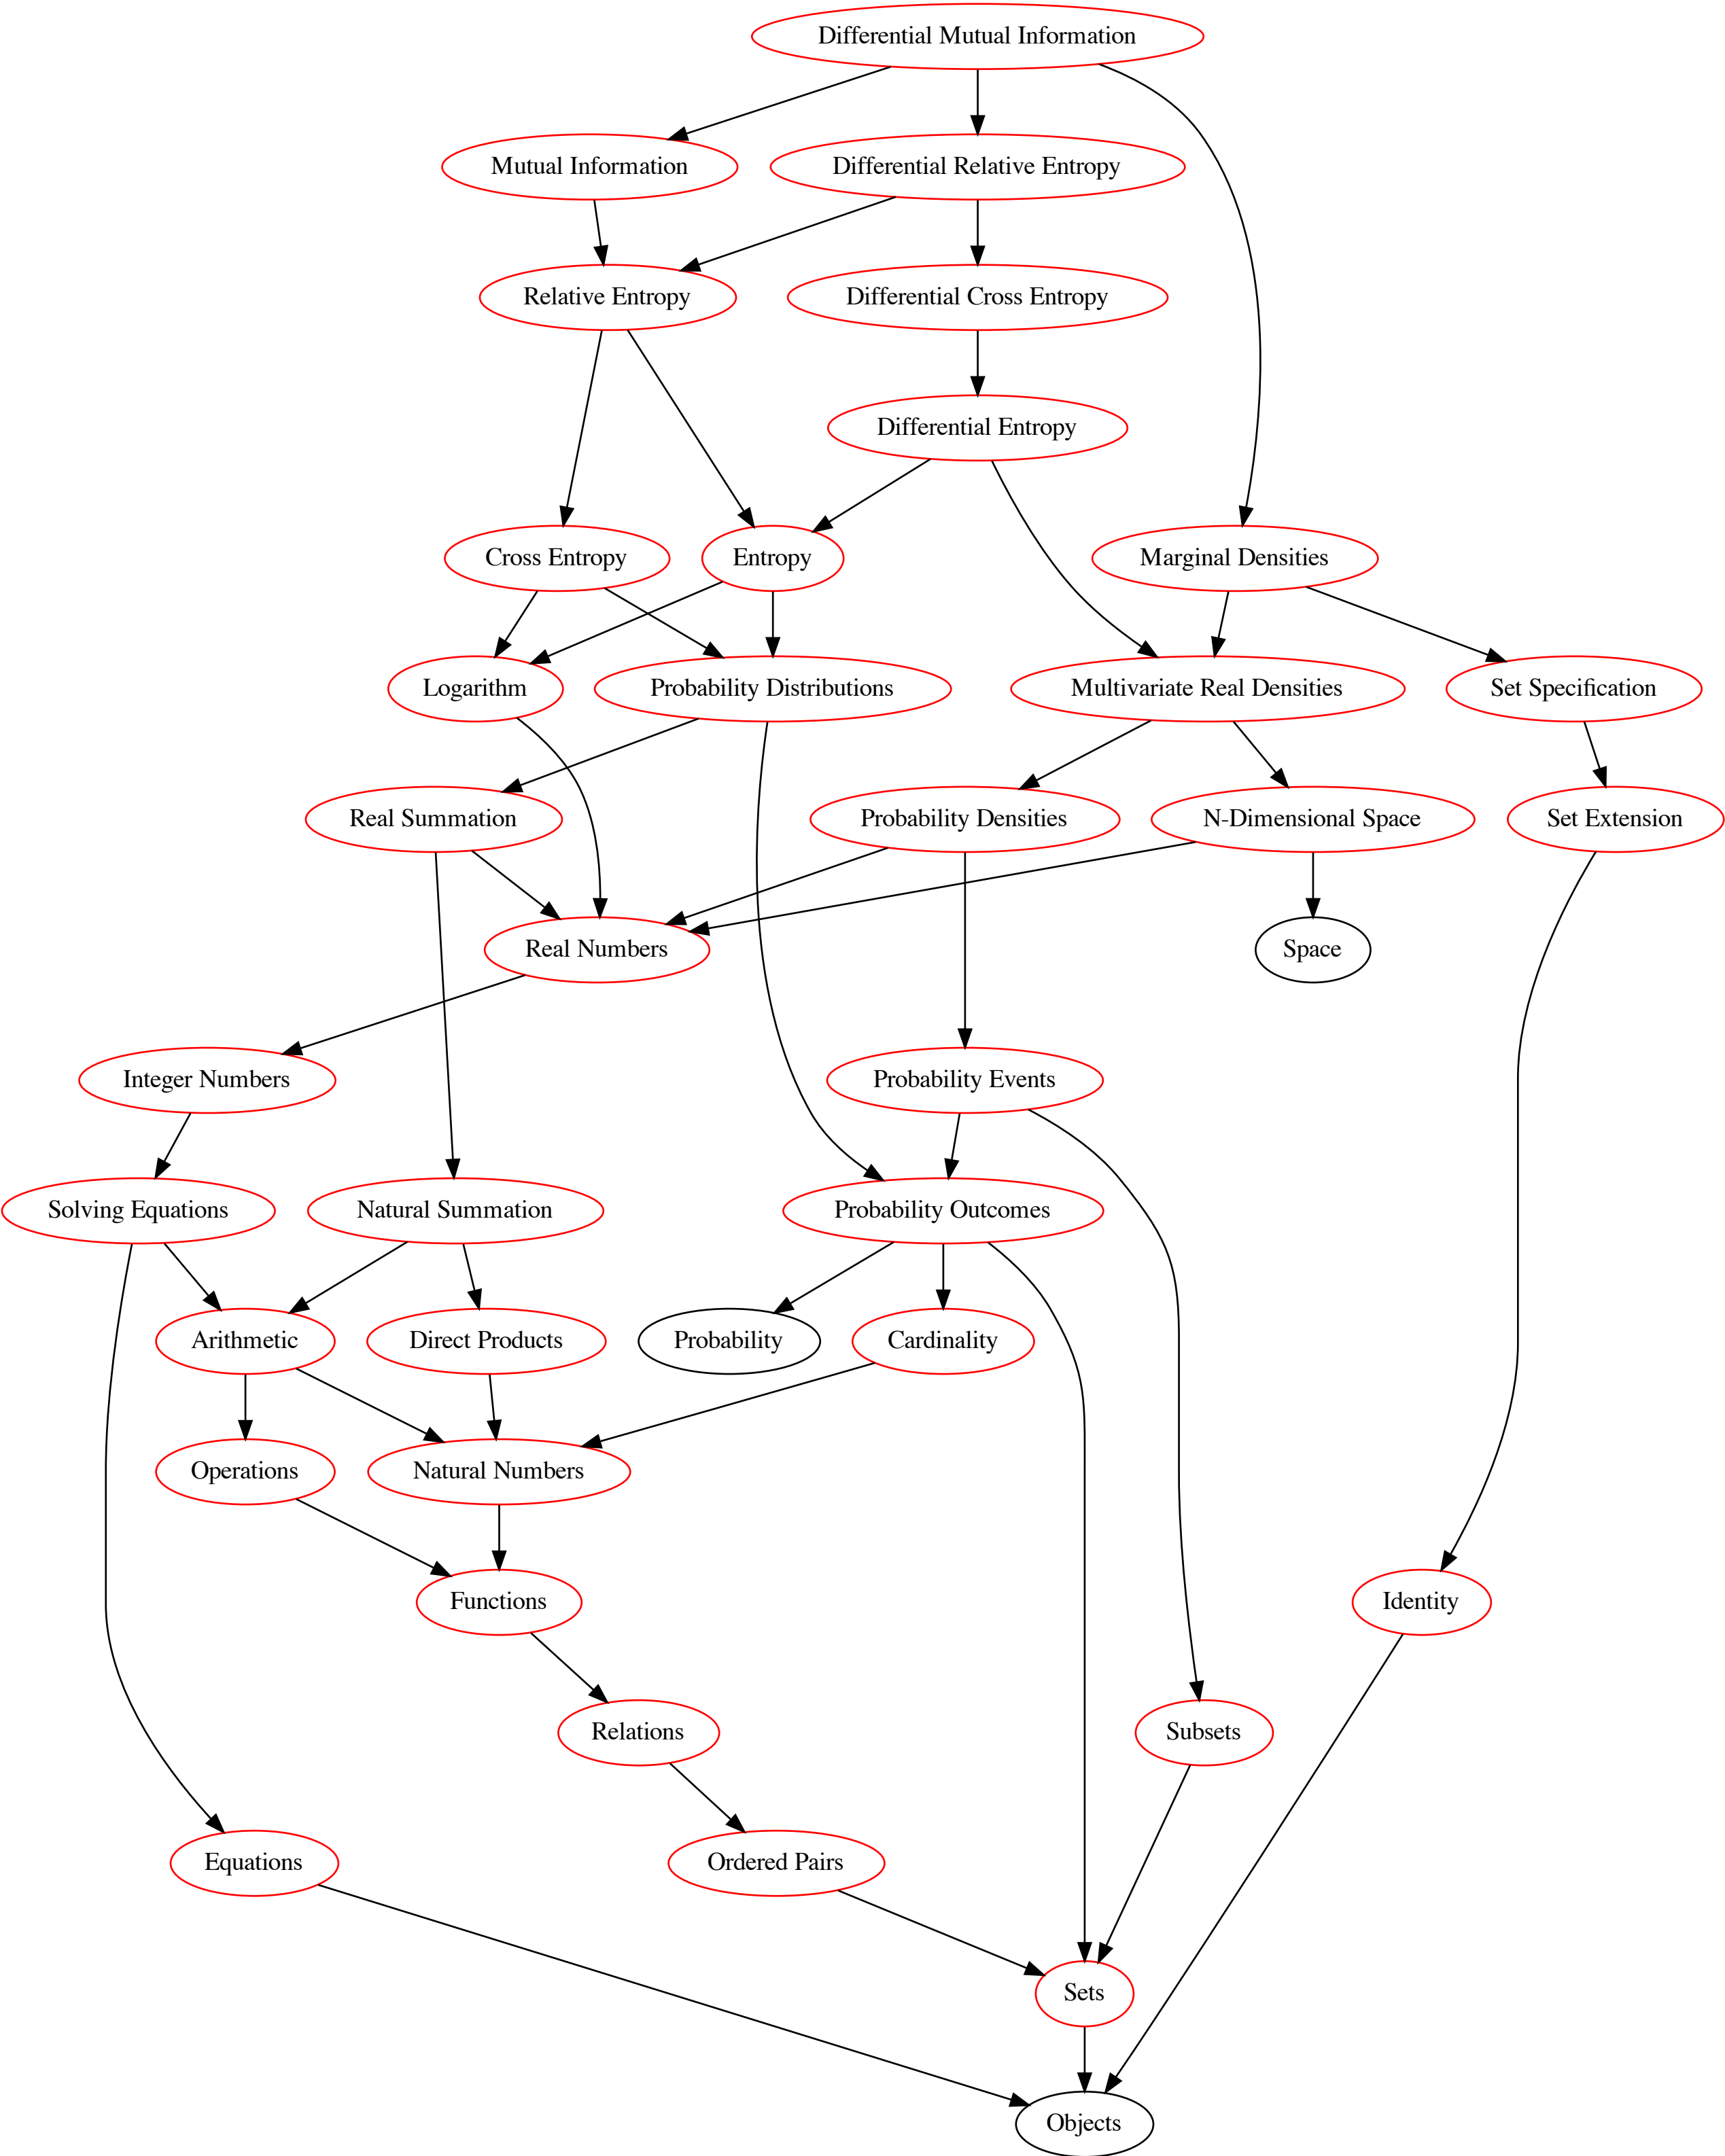 Differential Mutual Information
Mutual Information
Differential Relative Entropy
Relative Entropy
Differential Cross Entropy
Differential Entropy
Cross Entropy
Entropy
Marginal Densities
Logarithm
Probability Distributions
Multivariate Real Densities
Set Specification
Real Summation
Probability Densities
N-Dimensional Space
Set Extension
Real Numbers
Space
Integer Numbers
Probability Events
Solving Equations
Natural Summation
Probability Outcomes
Arithmetic
Direct Products
Probability
Cardinality
Operations
Natural Numbers
Functions
Identity
Relations
Subsets
Equations
Ordered Pairs
Sets
Objects